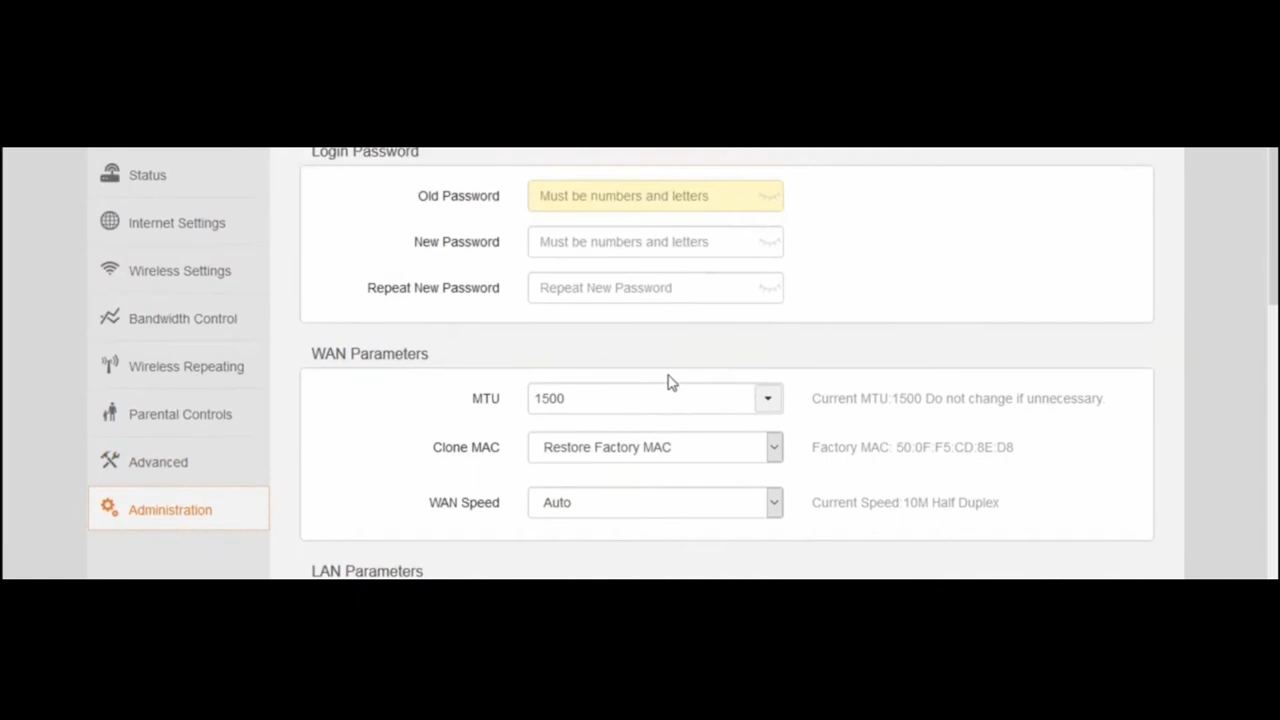 Login Password
Status
Old Password Must be numbers and letters
Internet Settings
New Password Must be numbers and letters
Wireless Settings
Repeat New Password Repeat New Password
Bandwidth Control
WAN Parameters
Wireless Repeating
MTU 1500 Current MTU:1500 Do not change if unnecessary.
Parental Controls
Clone MAC Restore Factory MAC Factory MAC: 50:0F:F5:CD:8E:D8
Advanced
WAN Speed Auto Current Speed:10M Half Duplex
Administration
LAN Parameters